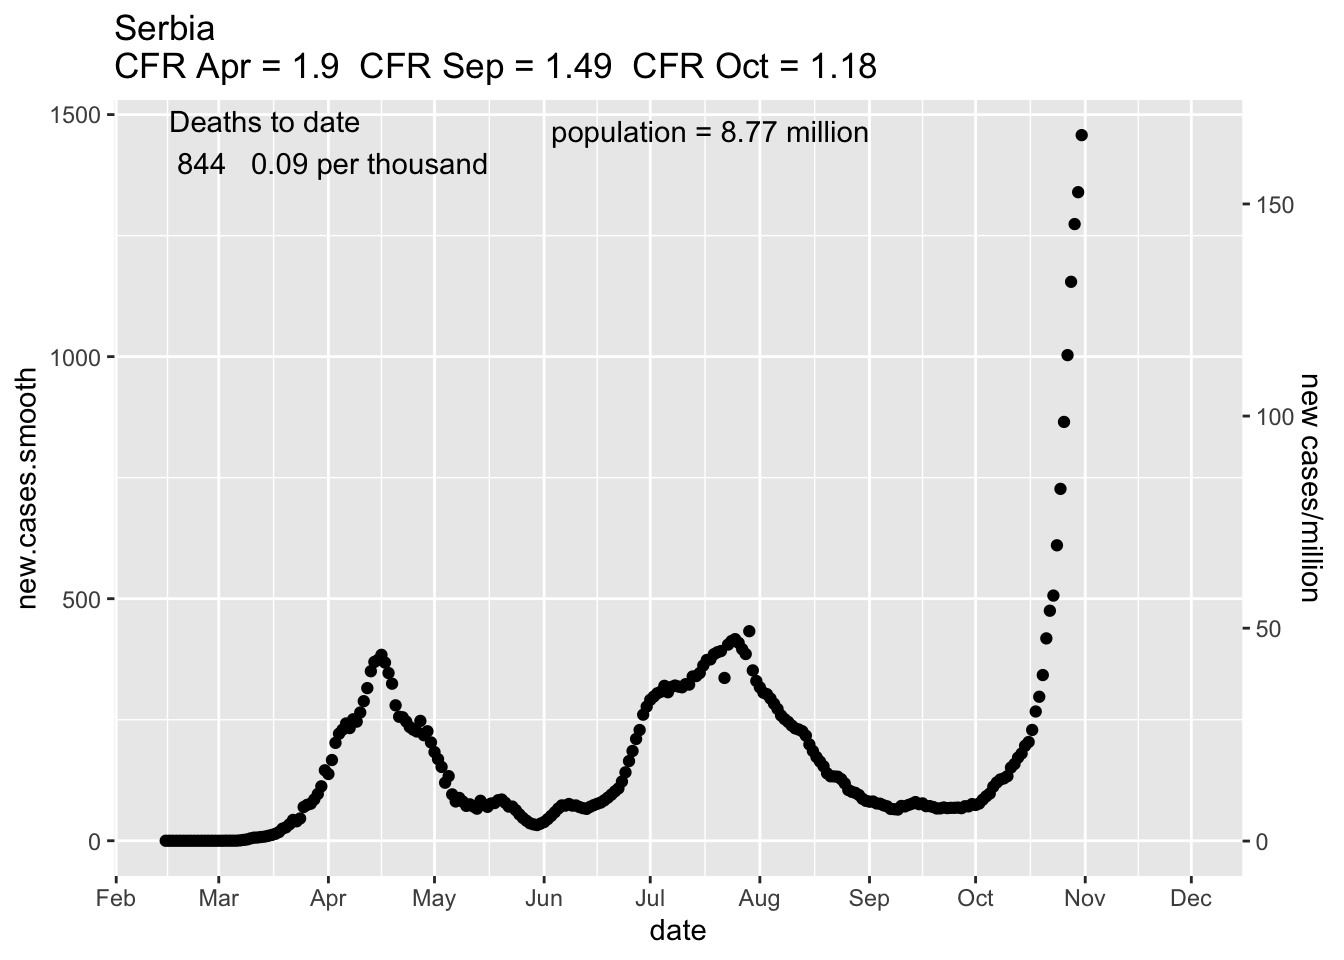 Serbia
CFR Apr = 1.9  CFR Sep = 1.49  CFR Oct = 1.18
Deaths to date
844   0.09 per thousand
population = 8.77 million
1500
1000
500
0
new.cases.smooth
150
100
50
0
new cases/million
Feb Mar Apr May Jun Jul Aug Sep Oct Nov Dec
date